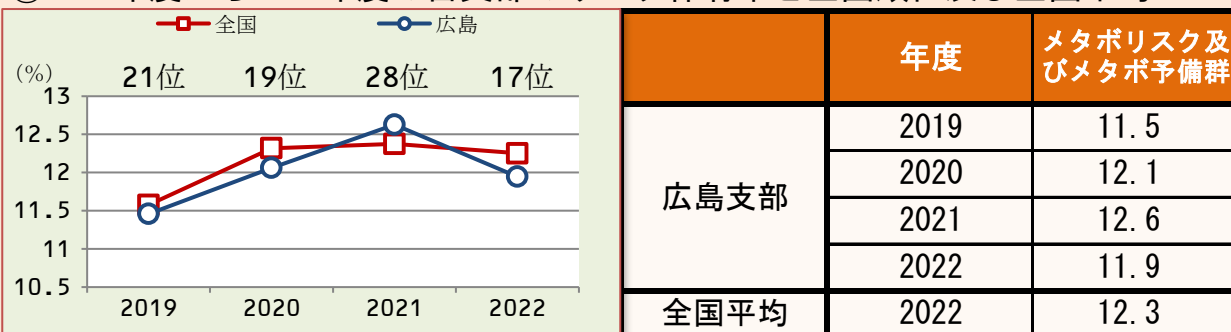 全国 広島
(%) 21位 19位 28位 17位
13
12.5
12
11.5
11
10.5
2019 2020 2021 2022
年度 メタボリスク及
びメタボ予備群
広島支部
2019 11.5
2020 12.1
2021 12.6
2022 11.9
全国平均 2022 12.3